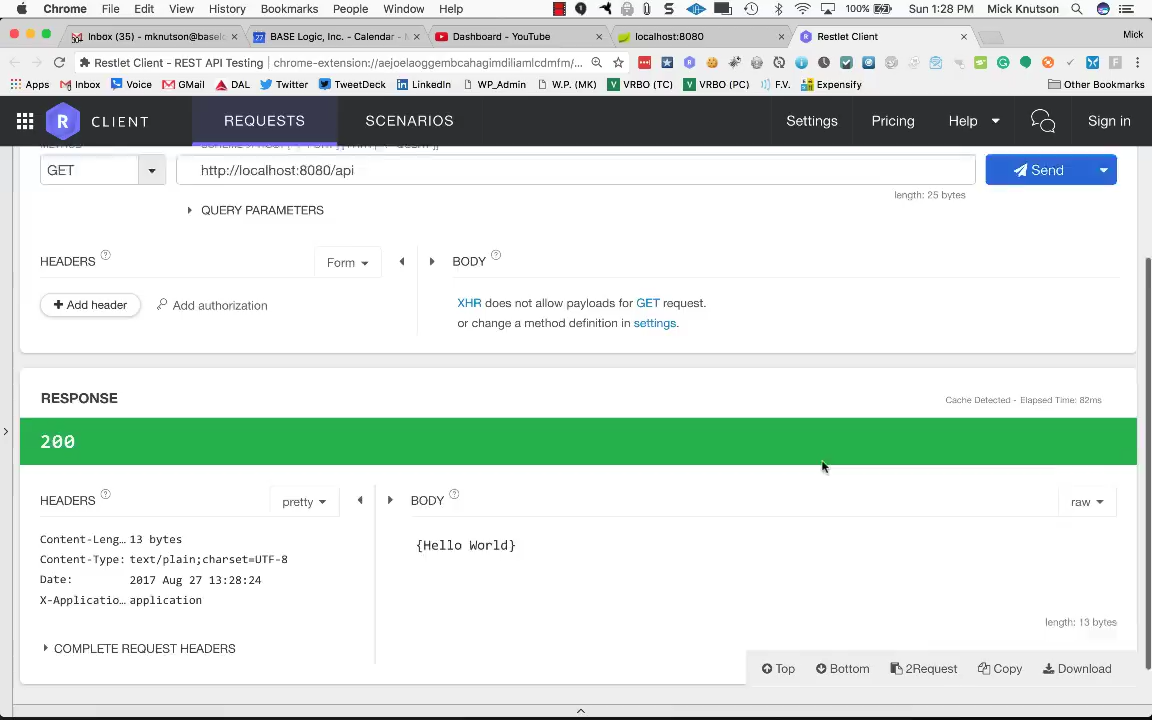 Chrome File Edit View History Bookmarks People Window Help 100% Sun 1:28 PM Mick Knutson
Inbox (35) - mknutson@baselo BASE Logic, Inc. - Calendar - M Dashboard - YouTube localhost:8080 Restlet Client Mick
Restlet Client - REST API Testing chrome-extension://aejoelaoggembcahagimdiliamlcdmfm/...
Apps Inbox Voice GMail DAL Twitter TweetDeck LinkedIn WP_Admin W.P. (MK) VRBO (TC) VRBO (PC) F.V. Expensify Other Bookmarks
R CLIENT REQUESTS SCENARIOS Settings Pricing Help Sign in
GET http://localhost:8080/api Send
length: 25 bytes
QUERY PARAMETERS
HEADERS ? Form BODY ?
+ Add header Add authorization XHR does not allow payloads for GET request.
or change a method definition in settings.
RESPONSE Cache Detected - Elapsed Time: 82ms
200
HEADERS ? pretty BODY ? raw
Content-Leng… 13 bytes {Hello World}
Content-Type: text/plain;charset=UTF-8
Date: 2017 Aug 27 13:28:24
X-Applicatio… application
length: 13 bytes
COMPLETE REQUEST HEADERS
Top Bottom 2Request Copy Download